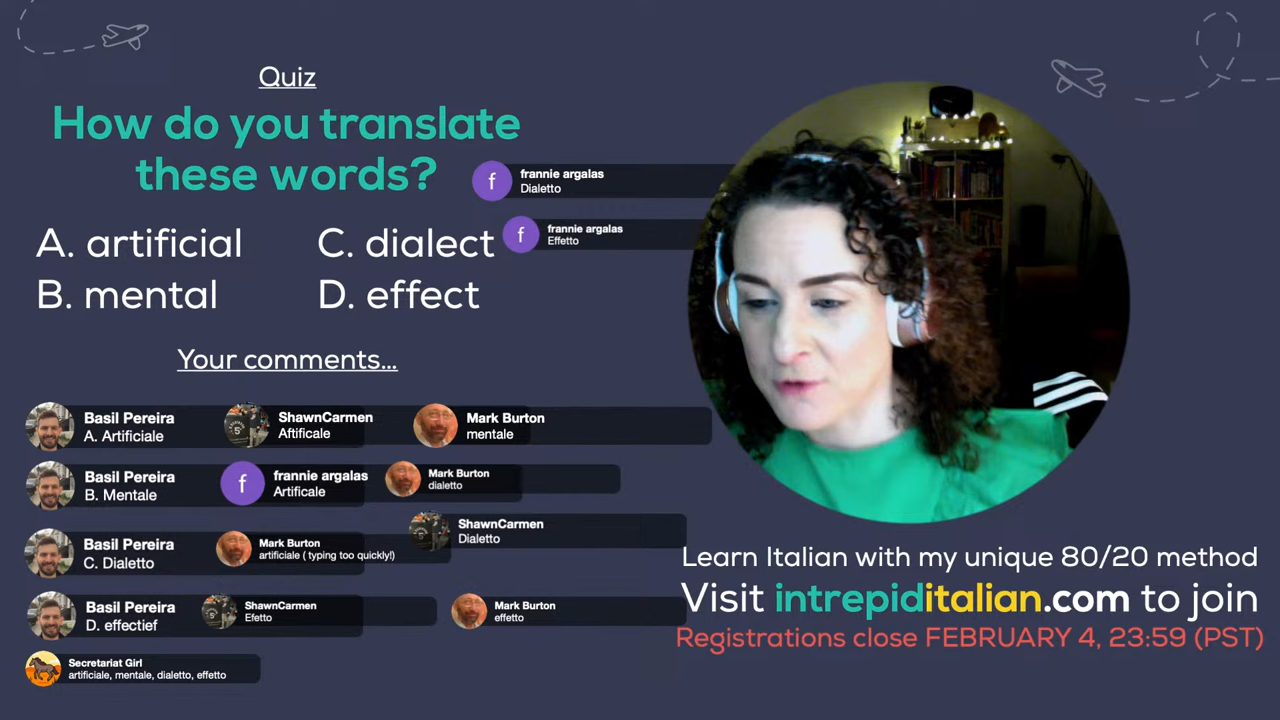 Quiz
How do you translate
these words?
frannie argalas
Dialetto
frannie argalas
Effetto
A. artificial
C. dialect
B. mental
D. effect
Your comments...
Basil Pereira
A. Artificiale
ShawnCarmen
Aftificale
Mark Burton
mentale
Basil Pereira
B. Mentale
frannie argalas
Artificale
Mark Burton
dialetto
Basil Pereira
C. Dialetto
Mark Burton
artificiale ( typing too quickly!)
ShawnCarmen
Dialetto
Basil Pereira
D. effectief
ShawnCarmen
Efetto
Mark Burton
effetto
Secretariat Girl
artificiale, mentale, dialetto, effetto
Learn Italian with my unique 80/20 method
Visit intrepiditalian.com to join
Registrations close FEBRUARY 4, 23:59 (PST)